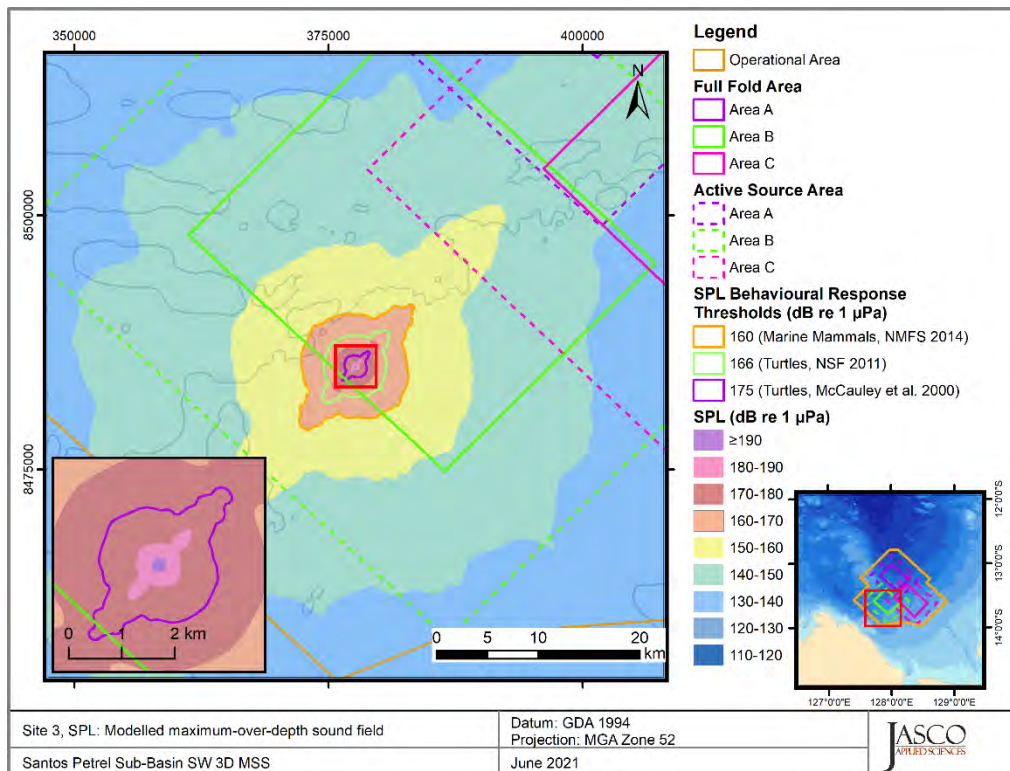 350000
375000
400000
8500000
8475000
N
0 1 2 km
0 5 10 20
km
Legend
Operational Area
Full Fold Area
Area A
Area B
Area C
Active Source Area
Area A
Area B
Area C
SPL Behavioural Response
Thresholds (dB re 1 µPa)
160 (Marine Mammals, NMFS 2014)
166 (Turtles, NSF 2011)
175 (Turtles, McCauley et al. 2000)
SPL (dB re 1 µPa)
≥190
180-190
170-180
160-170
150-160
140-150
130-140
120-130
110-120
12°0'0"S
13°0'0"S
14°0'0"S
127°0'0"E 128°0'0"E 129°0'0"E
Site 3, SPL: Modelled maximum-over-depth sound field
Datum: GDA 1994
Projection: MGA Zone 52
Santos Petrel Sub-Basin SW 3D MSS
June 2021
JASCO
APPLIED SCIENCES